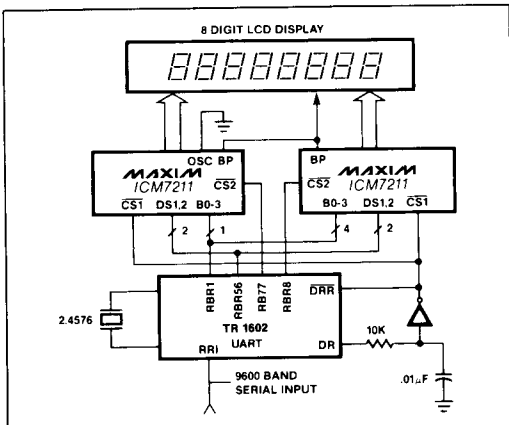 8 DIGIT LCD DISPLAY
88888888
OSC BP
MAXIM
ICM7211
CS2
CS1 DS1,2 B0-3
BP
MAXIM
CS2 ICM7211
B0-3 DS1,2 CS1
2 1 4 2
RBR1 RBR56 RB77 RBR8 DRR
2.4576
TR 1602
UART
RRI DR
10K
.01μF
9600 BAND
SERIAL INPUT